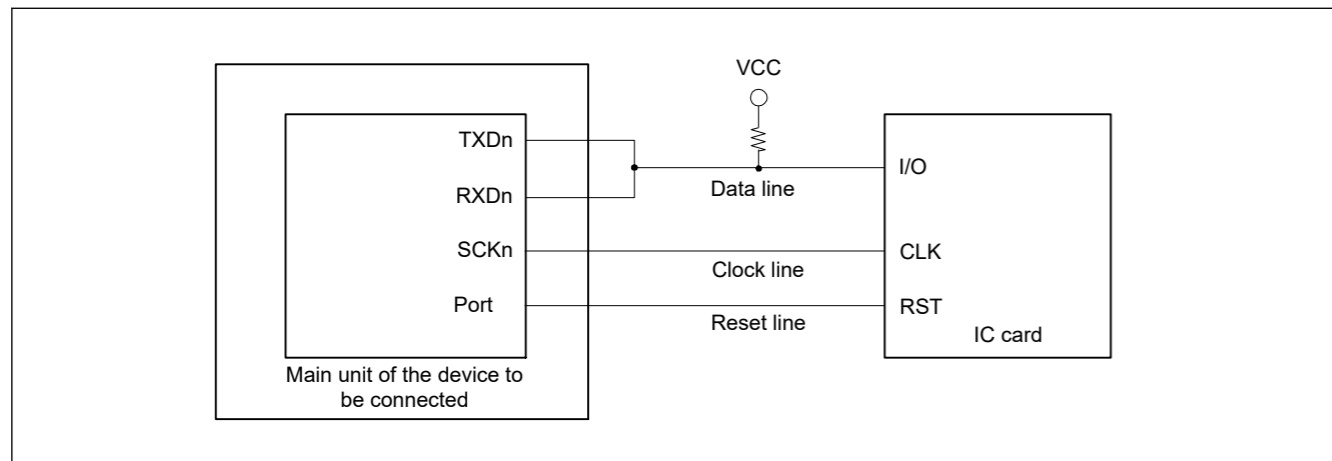 VCC
TXDn
RXDn
SCKn
Port
Main unit of the device to
be connected
Data line
Clock line
Reset line
I/O
CLK
RST
IC card